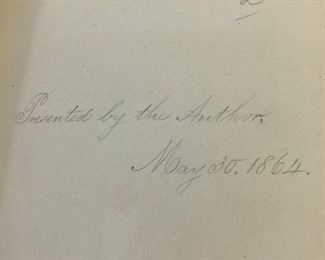 Presented by the Author.
May 30. 1864.